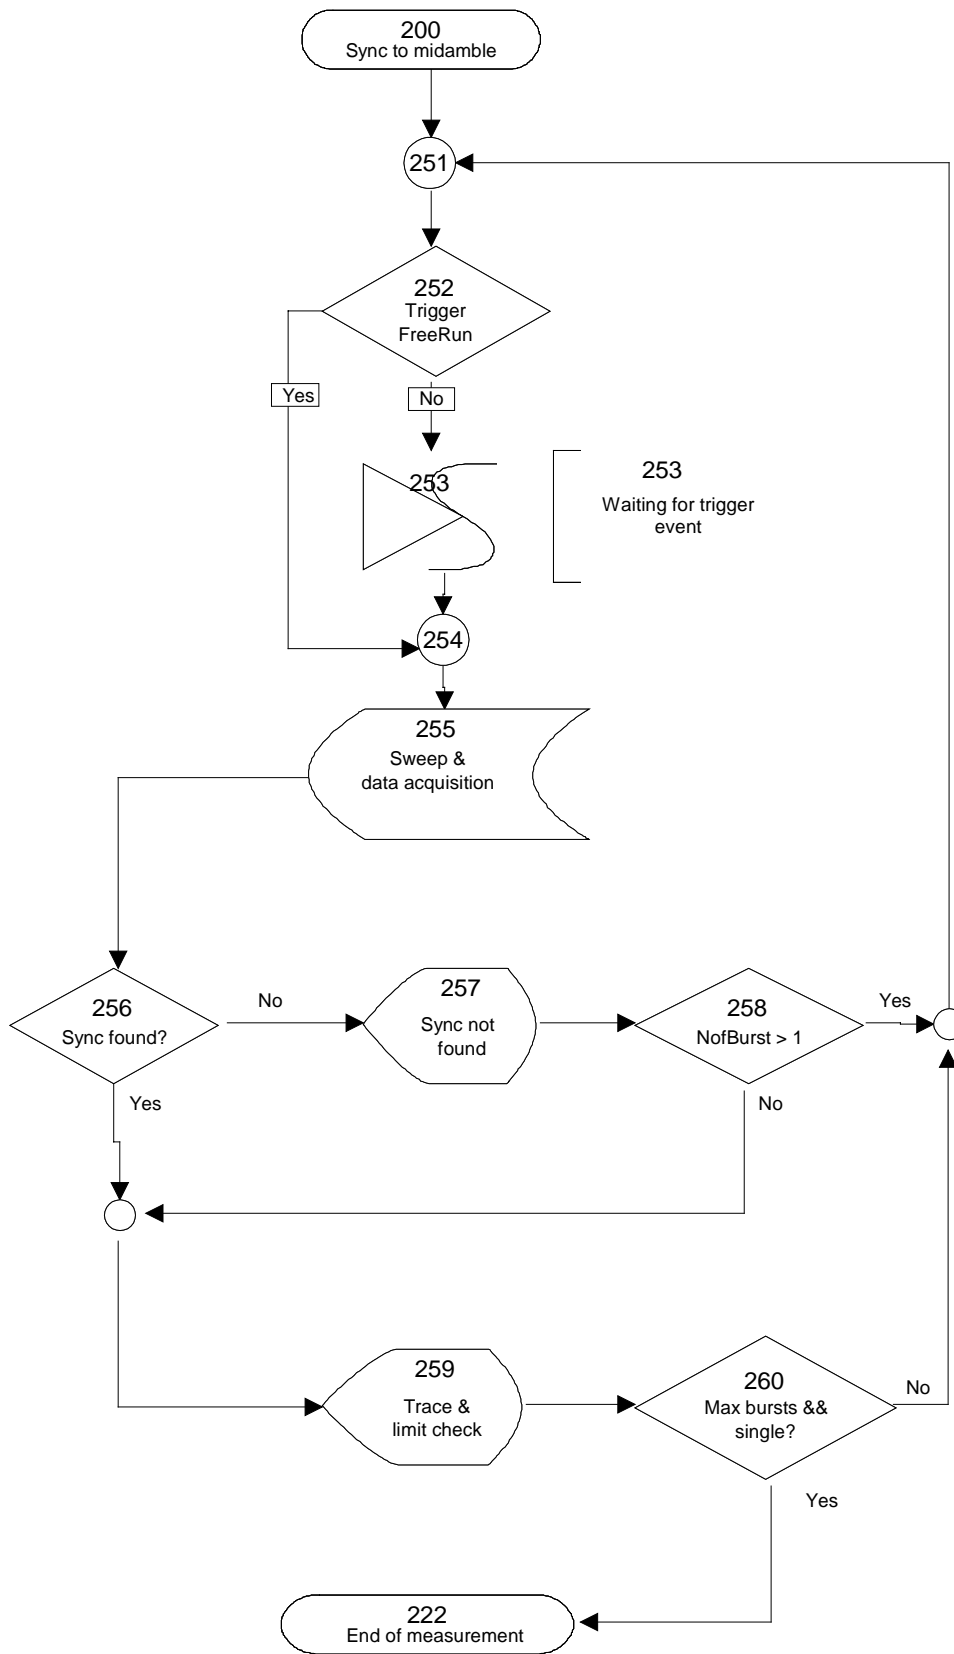 200
Sync to midamble
251
252
Trigger
FreeRun
Yes
No
253
253
Waiting for trigger
event
254
255
Sweep &
data acquisition
256
Sync found?
No
257
Sync not
found
258
NofBurst > 1
Yes
Yes
No
259
Trace &
limit check
260
Max bursts &&
single?
No
Yes
222
End of measurement